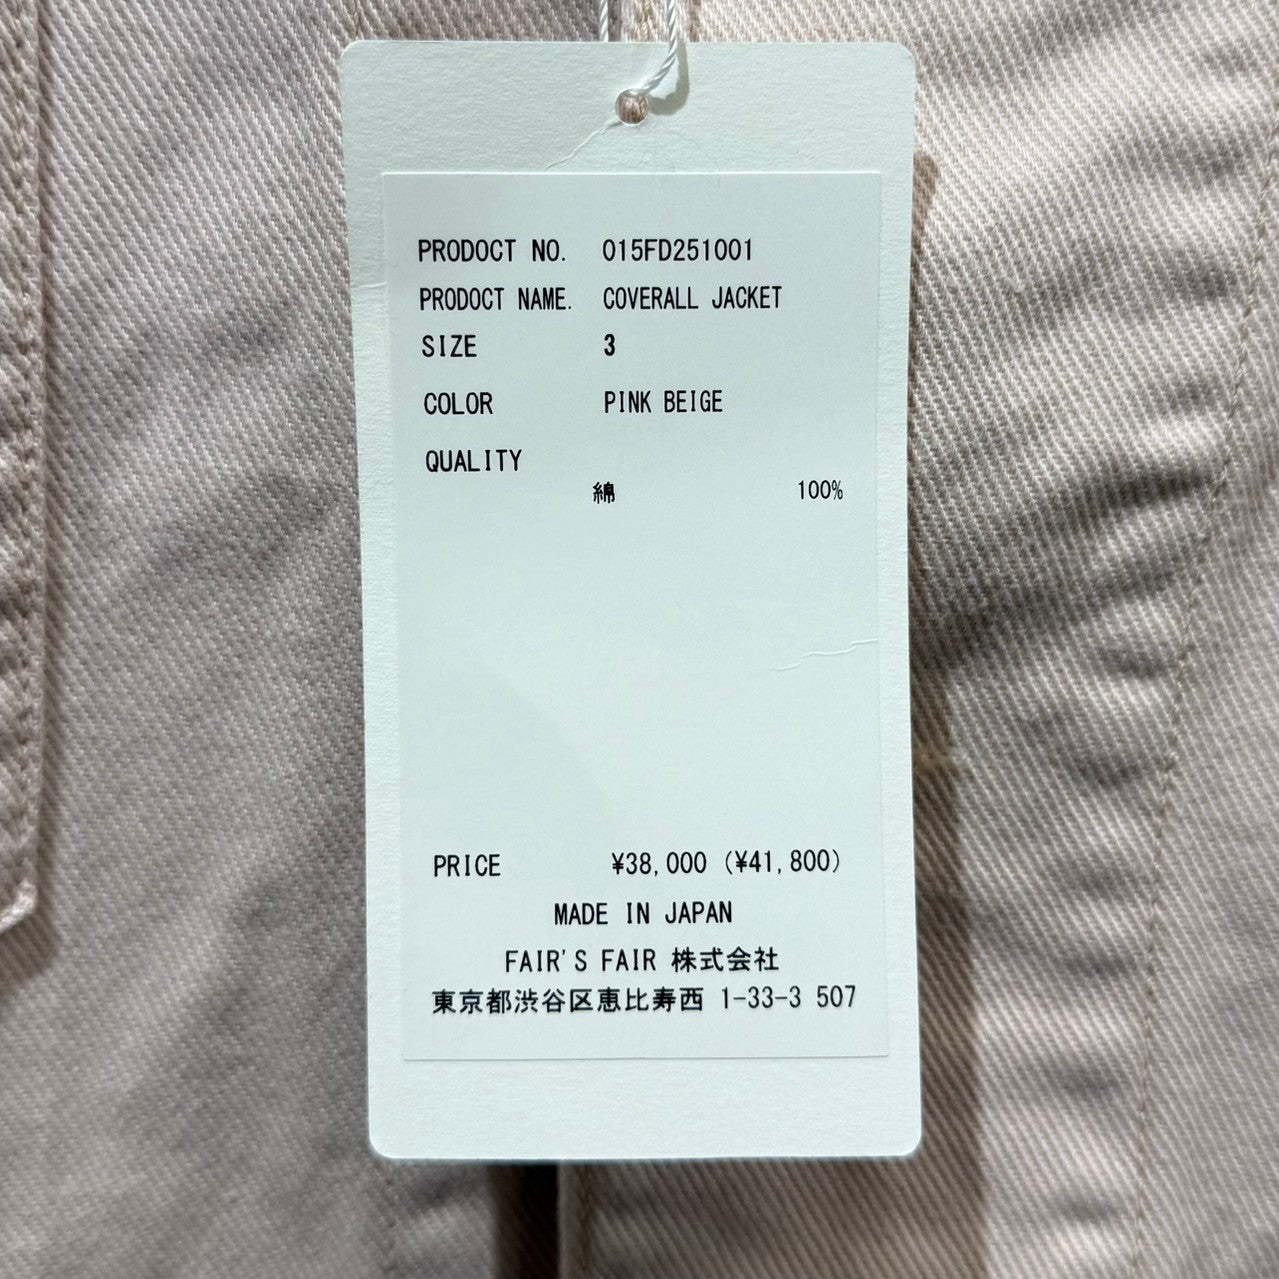 PRODOCT NO. 015FD251001
PRODOCT NAME. COVERALL JACKET
SIZE 3
COLOR PINK BEIGE
QUALITY
綿 100%
PRICE ¥38,000 (¥41,800)
MADE IN JAPAN
FAIR'S FAIR 株式会社
東京都渋谷区恵比寿西 1-33-3 507